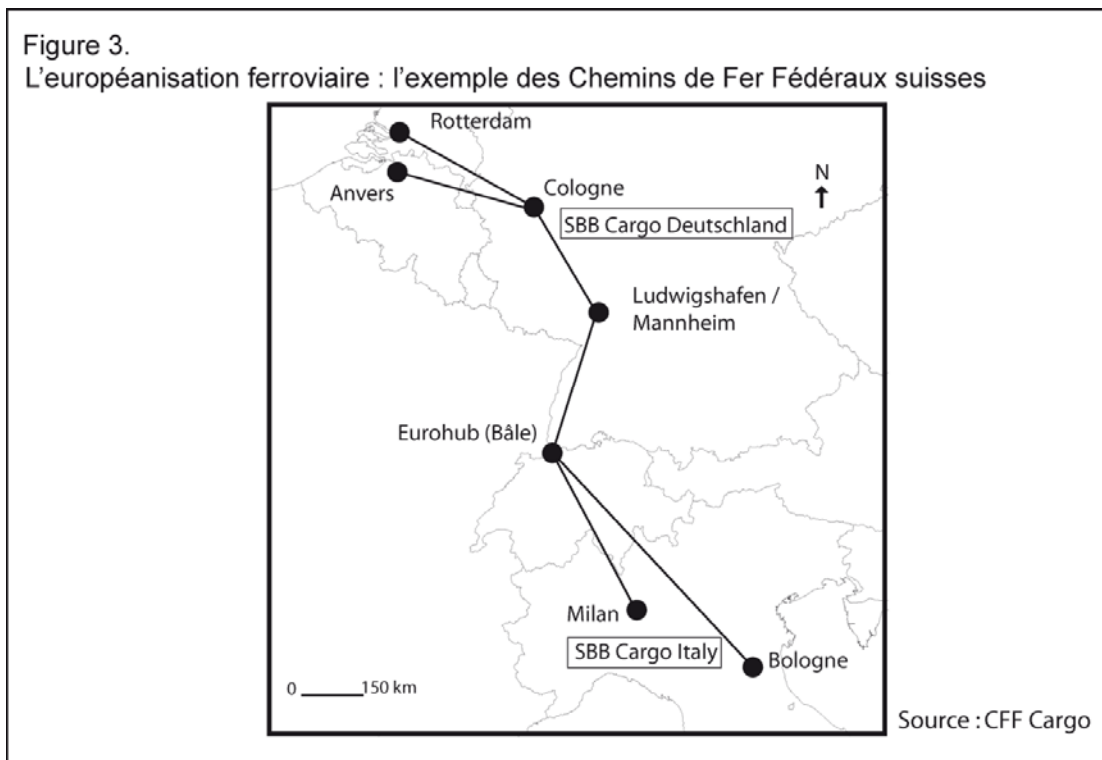 Figure 3.
L'européanisation ferroviaire : l'exemple des Chemins de Fer Fédéraux suisses
Rotterdam
N
Anvers
Cologne
SBB Cargo Deutschland
Ludwigshafen /
Mannheim
Eurohub (Bâle)
Milan
SBB Cargo Italy
Bologne
0 150 km
Source : CFF Cargo